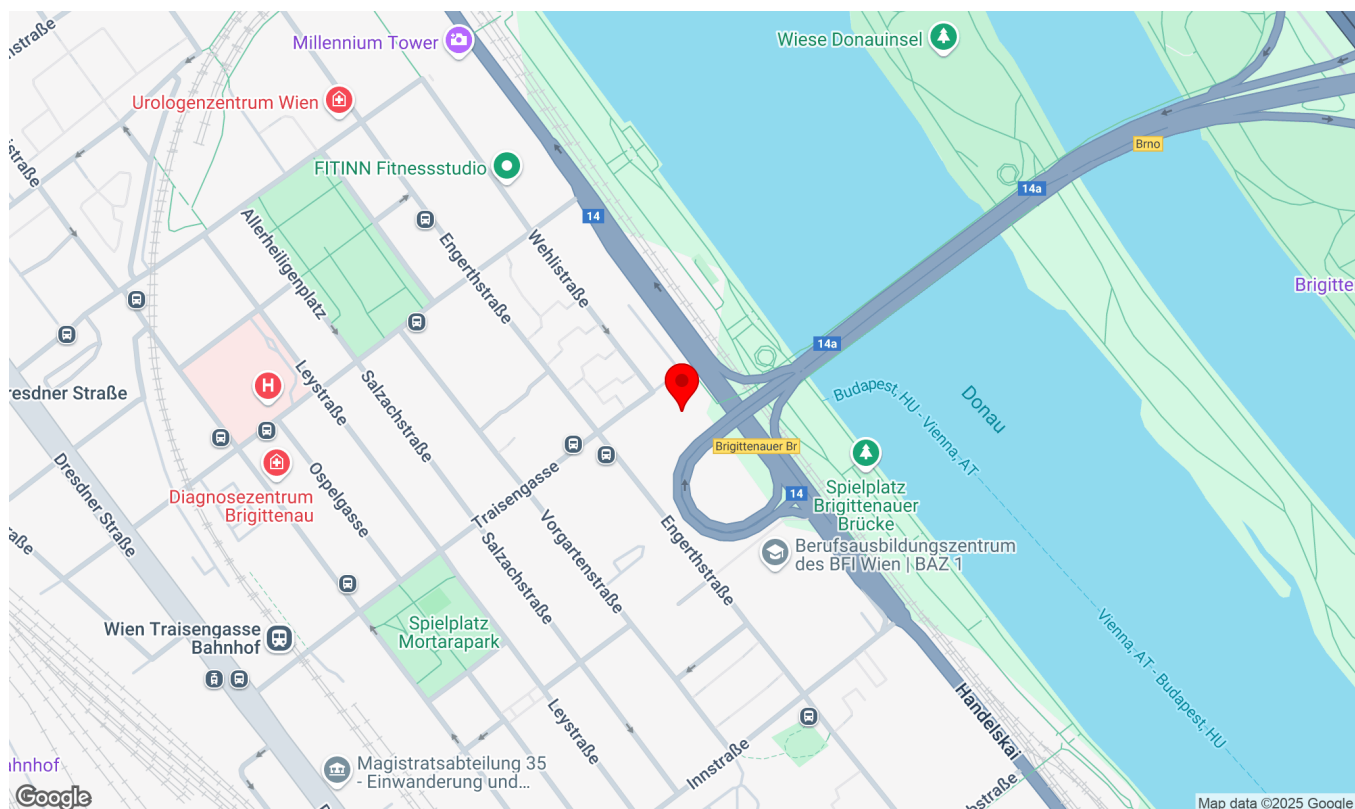 nstraße
Millennium Tower
Wiese Donauinsel
Urologenzentrum Wien
Brno
FITINN Fitnessstudio
14a
14
Allerheiligenplatz
Engerthstraße
Wehlistraße
Brigitte
14a
Dresdner Straße
H
Leystraße
Salzachstraße
Budapest, HU - Vienna, AT
Donau
Brigittenauer Br
Diagnosezentrum
Brigittenau
Ospelgasse
Traisengasse
14
Spielplatz
Brigittenauer
Brücke
Dresdner Straße
Vorgartenstraße
Engerthstraße
Salzachstraße
Berufsausbildungszentrum
des BFI Wien | BAZ 1
Wien Traisengasse
Bahnhof
Spielplatz
Mortarapark
Vienna, AT - Budapest, HU
Leystraße
Handelskai
Innstraße
hnhof
Magistratsabteilung 35
- Einwanderung und...
Google
Map data ©2025 Google